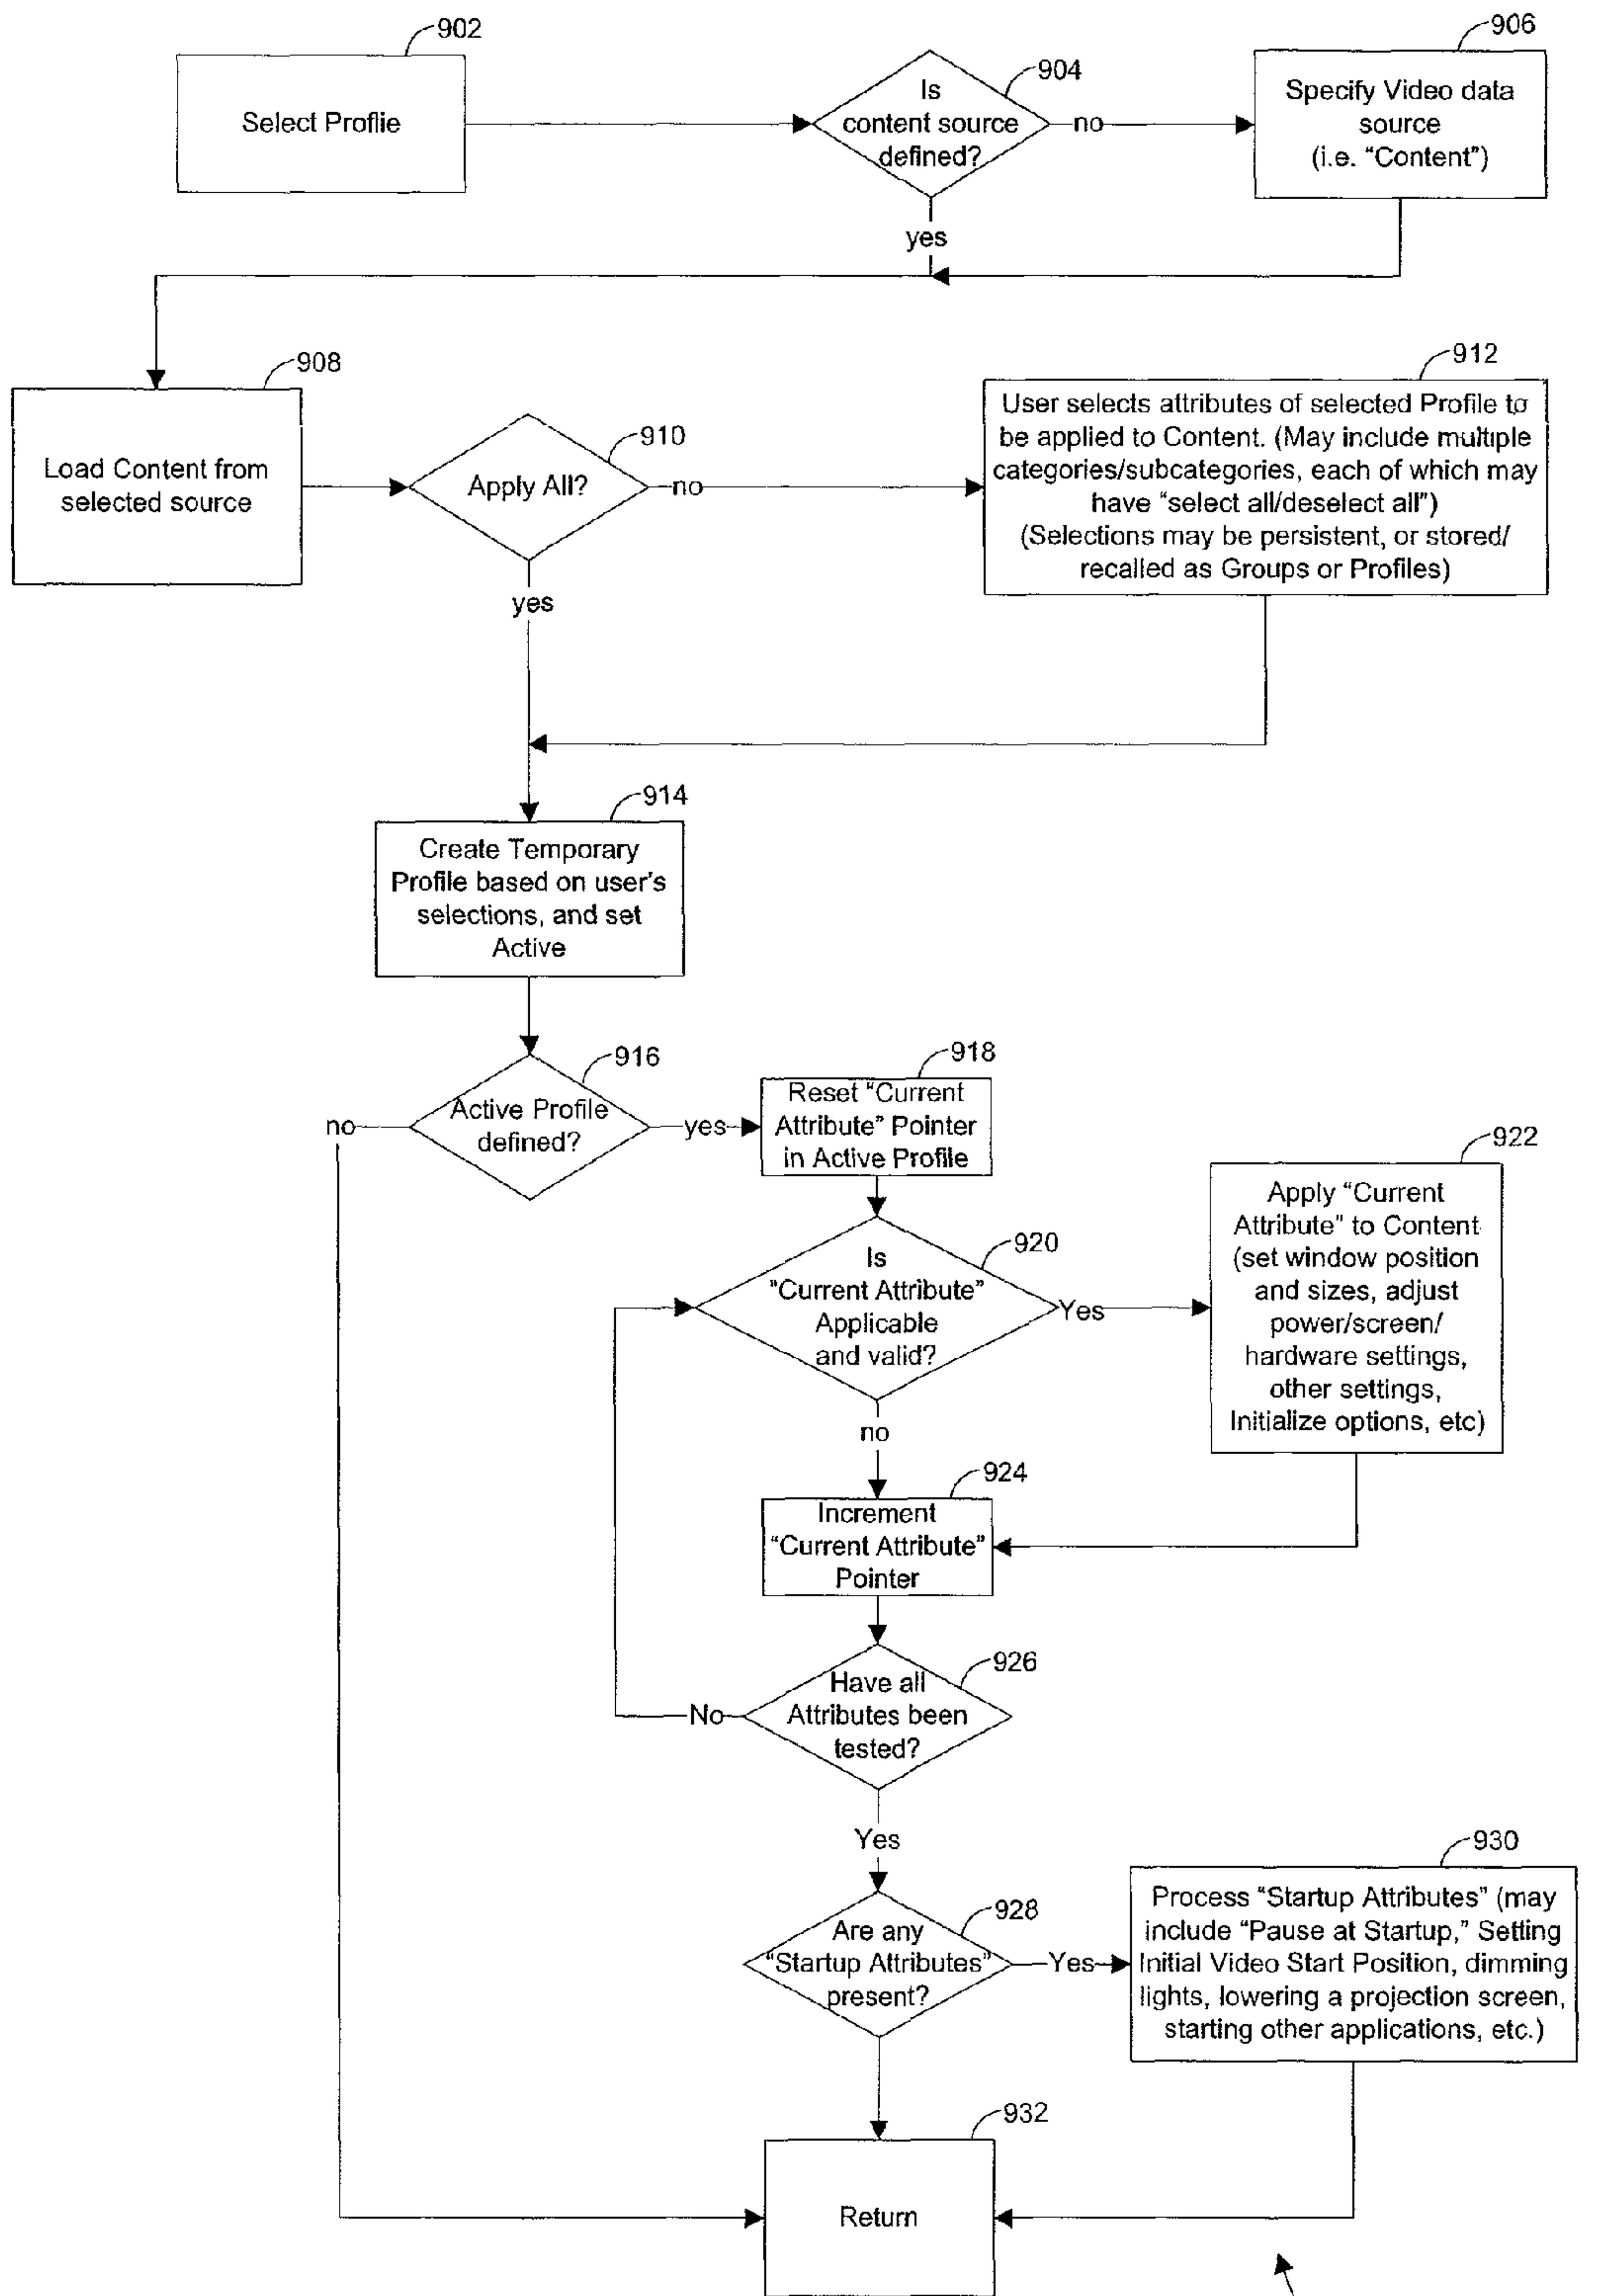 902
Select Proflie
904
Is
content source
defined?
no
yes
906
Specify Video data
source
(i.e. “Content”)
908
Load Content from
selected source
910
Apply All?
no
yes
912
User selects attributes of selected Profile to
be applied to Content. (May include multiple
categories/subcategories, each of which may
have “select all/deselect all”)
(Selections may be persistent, or stored/
recalled as Groups or Profiles)
914
Create Temporary
Profile based on user's
selections, and set
Active
916
Active Profile
defined?
no
yes
918
Reset “Current
Attribute” Pointer
in Active Profile
920
Is
“Current Attribute”
Applicable
and valid?
Yes
no
922
Apply “Current
Attribute” to Content
(set window position
and sizes, adjust
power/screen/
hardware settings,
other settings,
Initialize options, etc)
924
Increment
“Current Attribute”
Pointer
926
Have all
Attributes been
tested?
No
Yes
928
Are any
“Startup Attributes”
present?
Yes
930
Process “Startup Attributes” (may
include “Pause at Startup,” Setting
Initial Video Start Position, dimming
lights, lowering a projection screen,
starting other applications, etc.)
932
Return